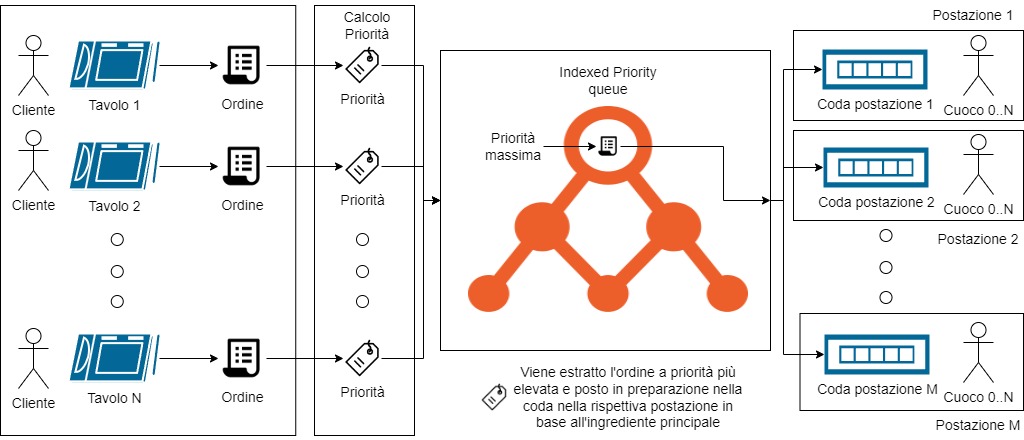 Cliente
Tavolo 1
Ordine
Cliente
Tavolo 2
Ordine
Cliente
Tavolo N
Ordine
Calcolo
Priorità
Priorità
Priorità
Priorità
Indexed Priority
queue
Priorità
massima
Viene estratto l'ordine a priorità più
elevata e posto in preparazione nella
coda nella rispettiva postazione in
base all'ingrediente principale
Postazione 1
Coda postazione 1
Cuoco 0..N
Coda postazione 2
Cuoco 0..N
Postazione 2
Coda postazione M
Cuoco 0..N
Postazione M